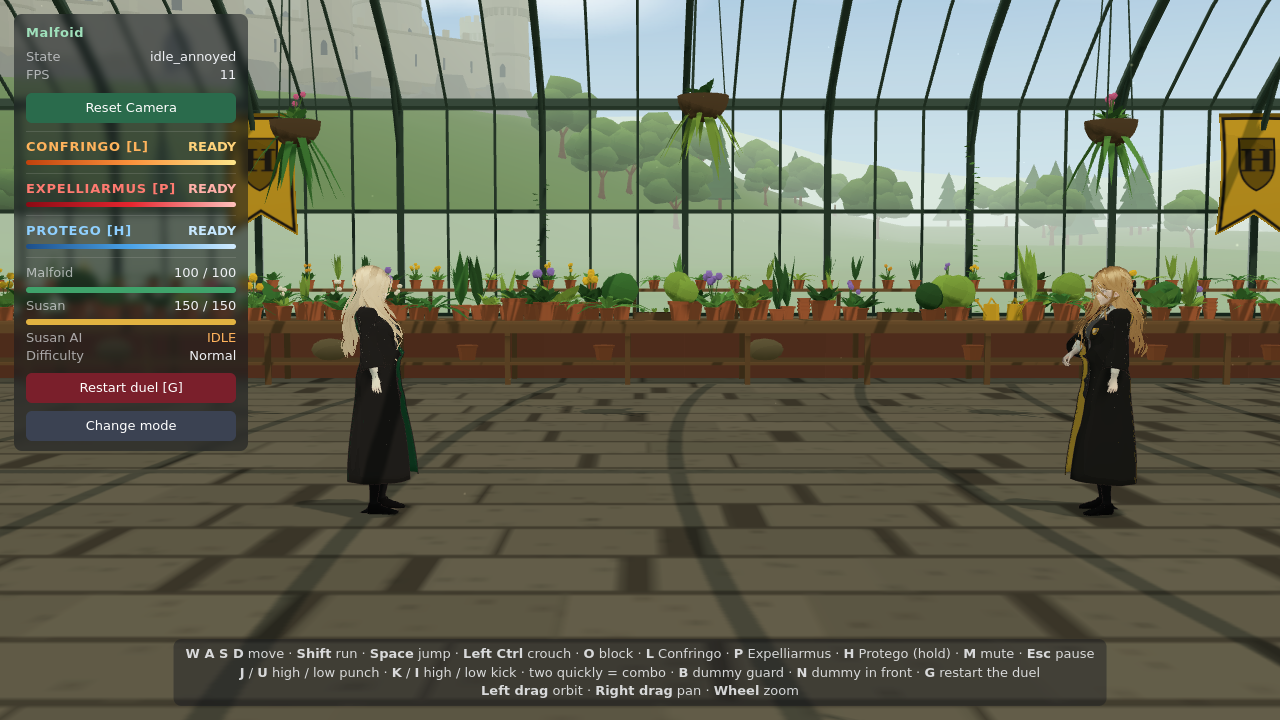 Malfoid
State idle_annoyed
FPS 11
Reset Camera
CONFRINGO [L] READY
EXPELLIARMUS [P] READY
PROTEGO [H] READY
Malfoid 100 / 100
Susan 150 / 150
Susan AI IDLE
Difficulty Normal
Restart duel [G]
Change mode
H
H
W A S D move · Shift run · Space jump · Left Ctrl crouch · O block · L Confringo · P Expelliarmus · H Protego (hold) · M mute · Esc pause
J / U high / low punch · K / I high / low kick · two quickly = combo · B dummy guard · N dummy in front · G restart the duel
Left drag orbit · Right drag pan · Wheel zoom